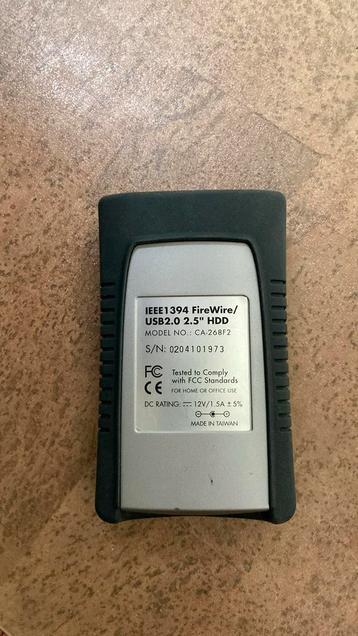 IEEE1394 FireWire/
USB2.0 2.5" HDD
MODEL NO.: CA-268F2
S/N: 0204101973
FC Tested to Comply
with FCC Standards
CE FOR HOME OR OFFICE USE
DC RATING: ⎓ 12V/1.5A ± 5%
MADE IN TAIWAN